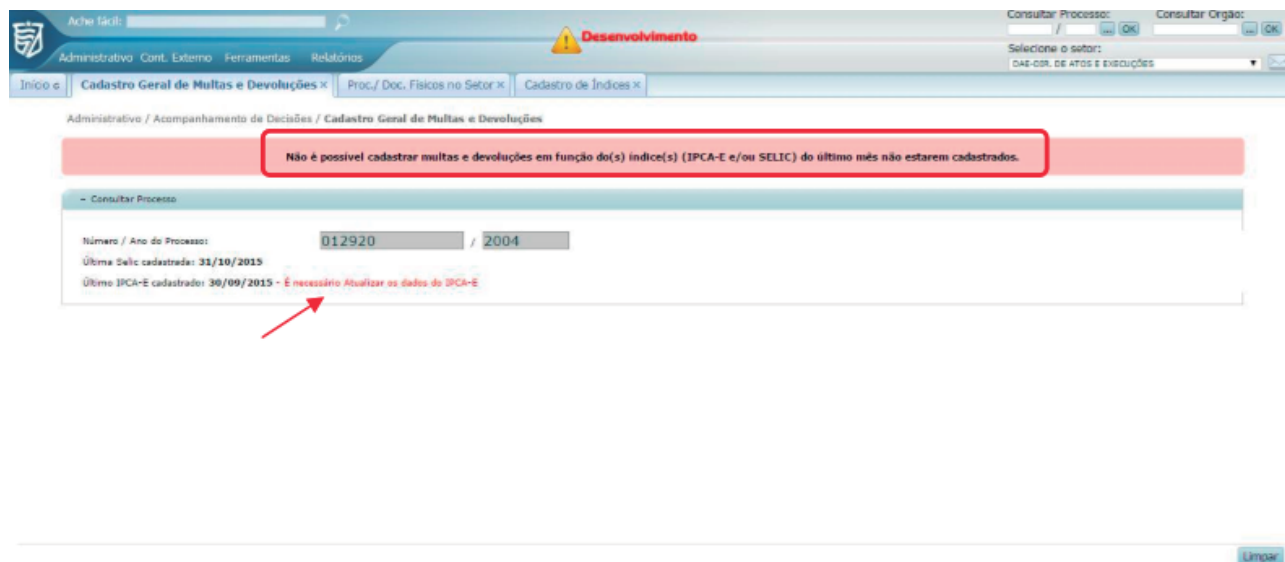 Ache fácil:
Desenvolvimento
Consultar Processo: Consultar Orgão:
/ ... OK ... OK
Administrativo Cont. Externo Ferramentas Relatórios
Selecione o setor:
DAE-COR. DE ATOS E EXECUÇÕES
Início Cadastro Geral de Multas e Devoluções × Proc./ Doc. Físicos no Setor × Cadastro de Índices ×
Administrativo / Acompanhamento de Decisões / Cadastro Geral de Multas e Devoluções
Não é possível cadastrar multas e devoluções em função do(s) índice(s) (IPCA-E e/ou SELIC) do último mês não estarem cadastrados.
− Consultar Processo
Número / Ano do Processo: 012920 / 2004
Última Selic cadastrada: 31/10/2015
Último IPCA-E cadastrado: 30/09/2015 - É necessário Atualizar os dados do IPCA-E
Limpar